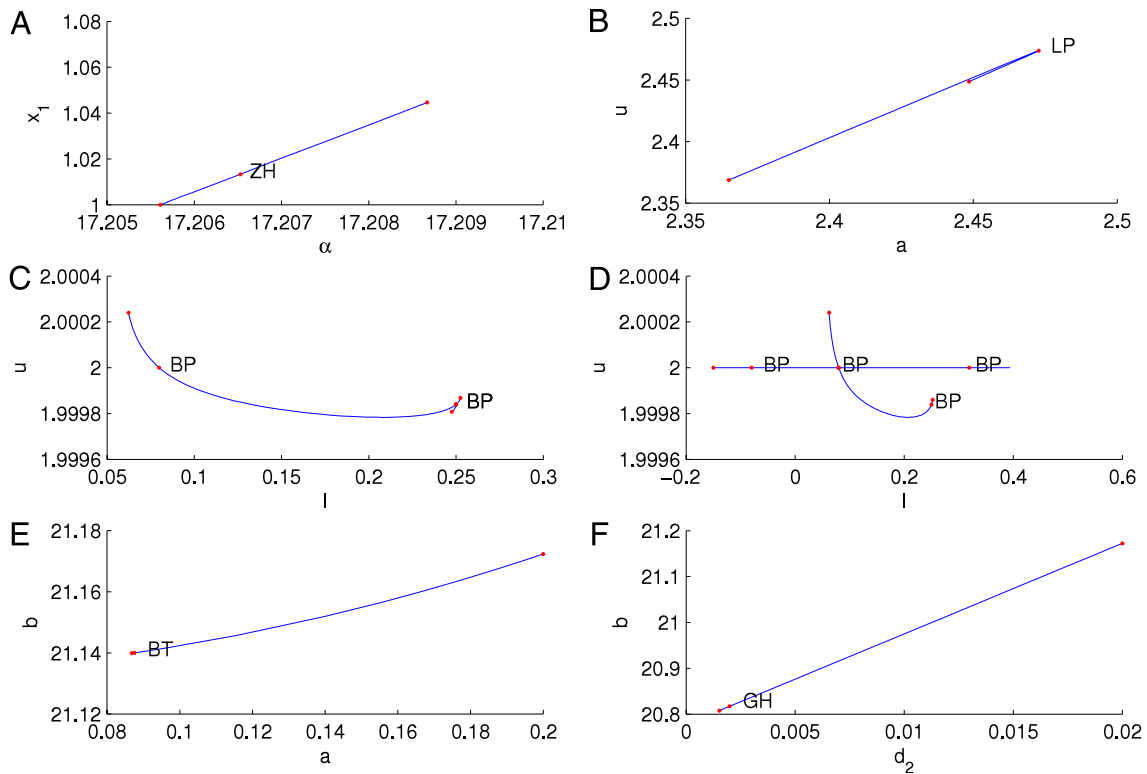 A
1.08
1.06
1.04
1.02
1
x1
ZH
17.205 17.206 17.207 17.208 17.209 17.21
α
B
2.5
2.45
2.4
2.35
u
LP
2.35 2.4 2.45 2.5
a
C
2.0004
2.0002
2
1.9998
1.9996
u
BP
BP
0.05 0.1 0.15 0.2 0.25 0.3
I
D
2.0004
2.0002
2
1.9998
1.9996
u
BP BP BP
BP
−0.2 0 0.2 0.4 0.6
I
E
21.18
21.16
21.14
21.12
b
BT
0.08 0.1 0.12 0.14 0.16 0.18 0.2
a
F
21.2
21.1
21
20.9
20.8
b
GH
0 0.005 0.01 0.015 0.02
d2